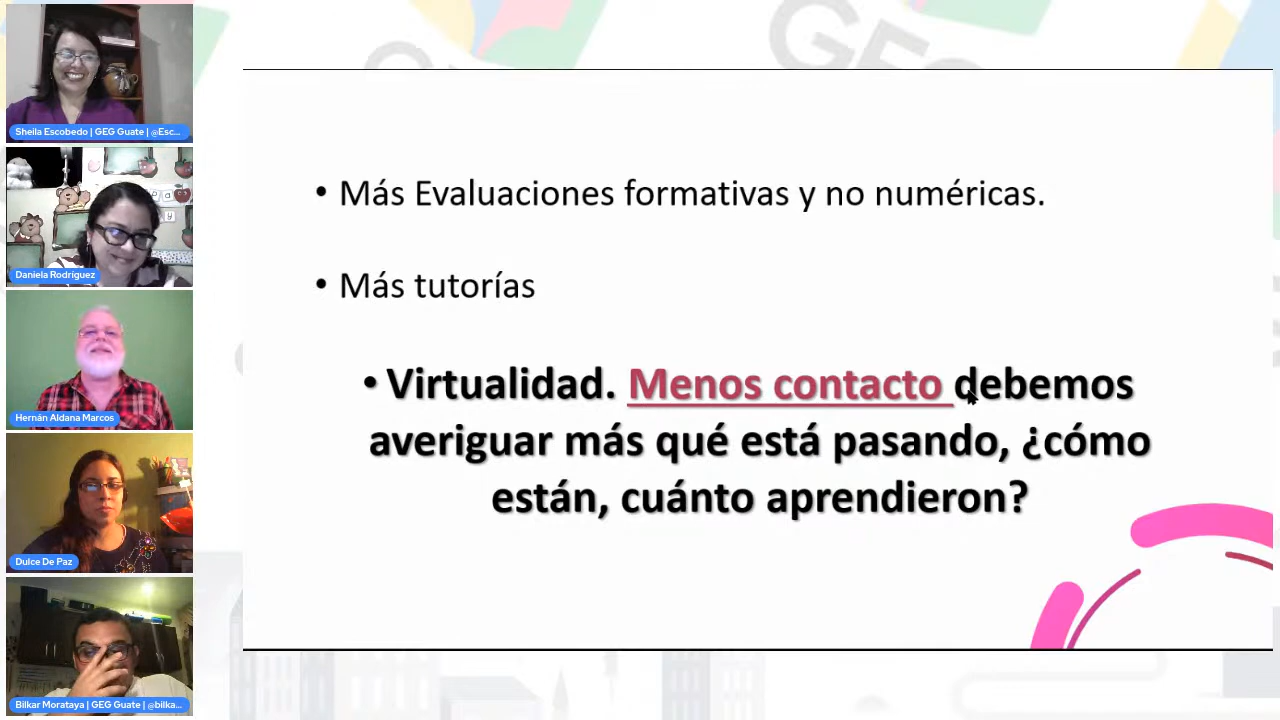 Sheila Escobedo | GEG Guate | @Esc...
Daniela Rodríguez
Hernán Aldana Marcos
Dulce De Paz
Bilkar Morataya | GEG Guate | @bilka...
• Más Evaluaciones formativas y no numéricas.
• Más tutorías
• Virtualidad. Menos contacto debemos
averiguar más qué está pasando, ¿cómo
están, cuánto aprendieron?